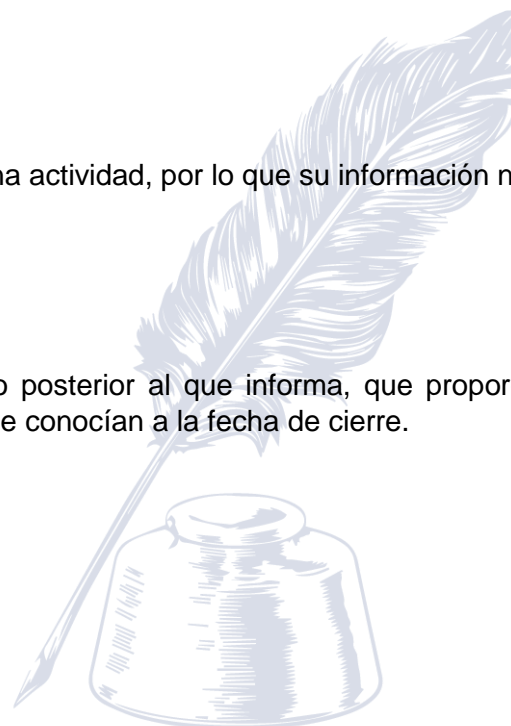 na actividad, por lo que su información n
o posterior al que informa, que propor
e conocían a la fecha de cierre.